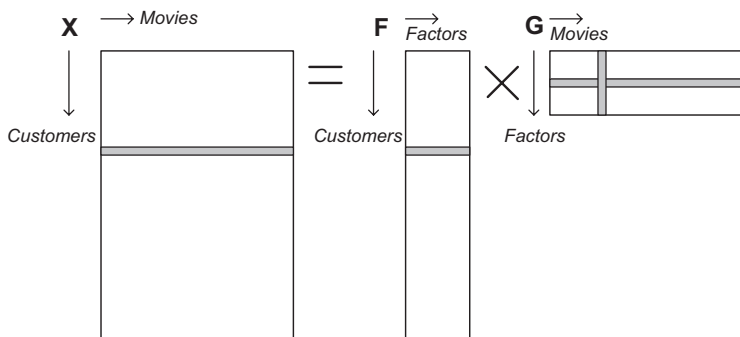 X → Movies
= F → Factors
× G → Movies
Customers
Customers
Factors